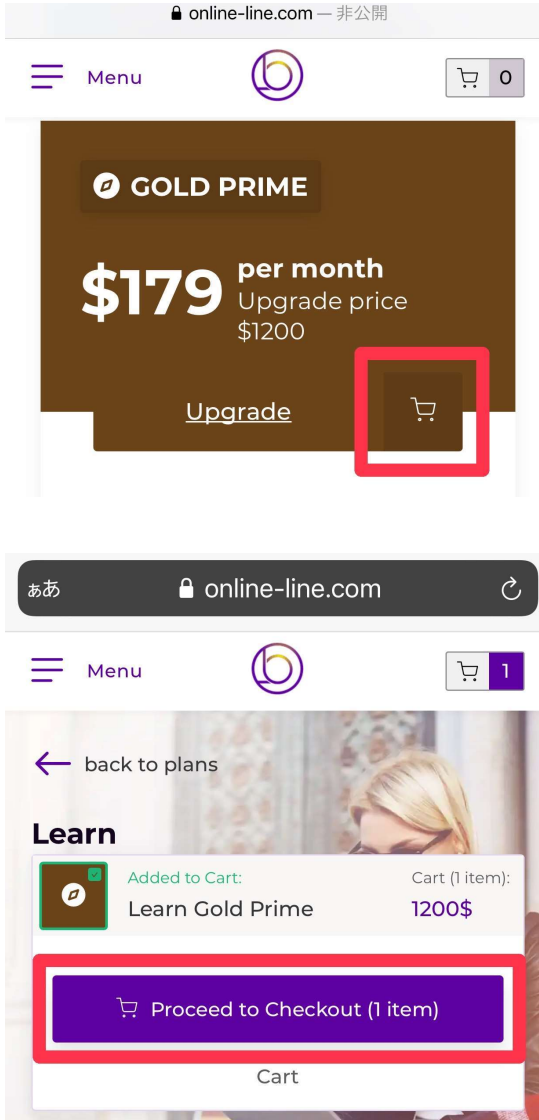 online-line.com — 非公開
Menu
0
GOLD PRIME
$179
per month
Upgrade price
$1200
Upgrade
ぁあ
online-line.com
Menu
1
back to plans
Learn
Added to Cart:
Cart (1 item):
Learn Gold Prime
1200$
Proceed to Checkout (1 item)
Cart